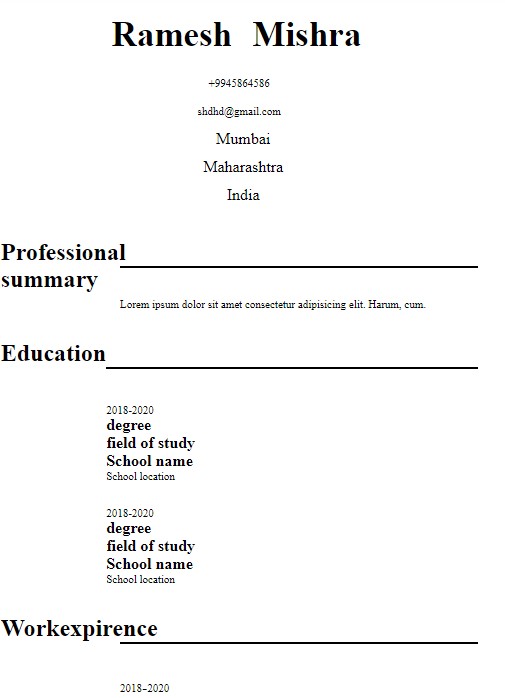 Ramesh Mishra
+9945864586
shdhd@gmail.com
Mumbai
Maharashtra
India
Professional
summary
Lorem ipsum dolor sit amet consectetur adipisicing elit. Harum, cum.
Education
2018-2020
degree
field of study
School name
School location
2018-2020
degree
field of study
School name
School location
Workexpirence
2018-2020